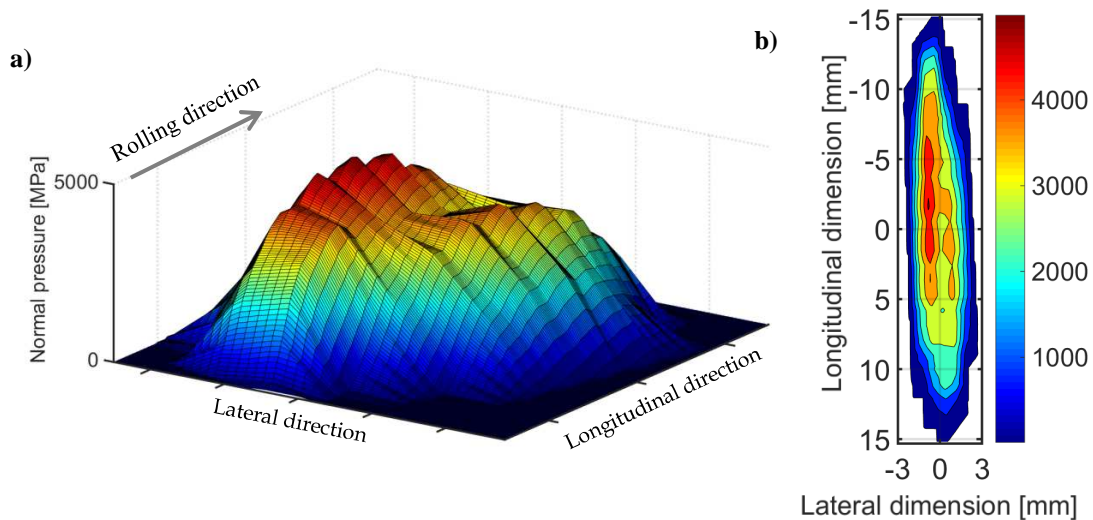 a)
Rolling direction
Normal pressure [MPa]
5000
0
Lateral direction
Longitudinal direction
b)
Longitudinal dimension [mm]
-15
-10
-5
0
5
10
15
-3 0 3
Lateral dimension [mm]
4000
3000
2000
1000